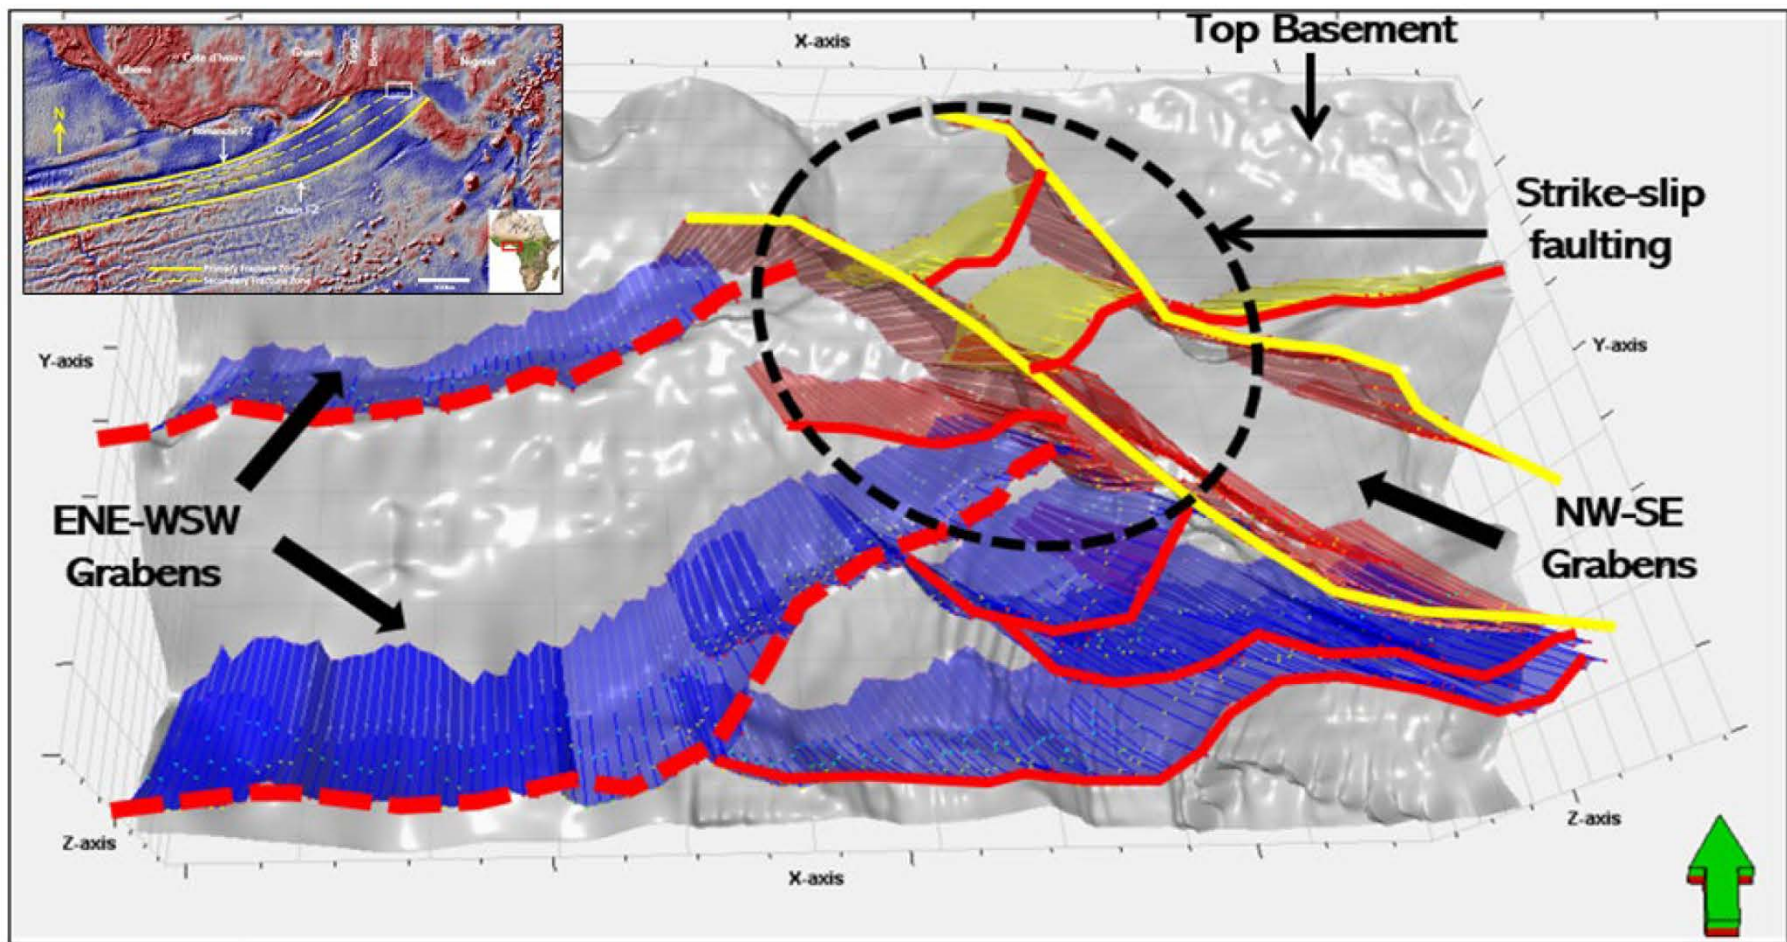 X-axis
Top Basement
Liberia
Cote d'Ivoire
Ghana
Togo
Benin
Nigeria
N
Romanche FZ
Chain FZ
Primary Fracture Zone
Secondary Fracture Zone
Strike-slip
faulting
Y-axis
Y-axis
ENE-WSW
Grabens
NW-SE
Grabens
Z-axis
Z-axis
X-axis